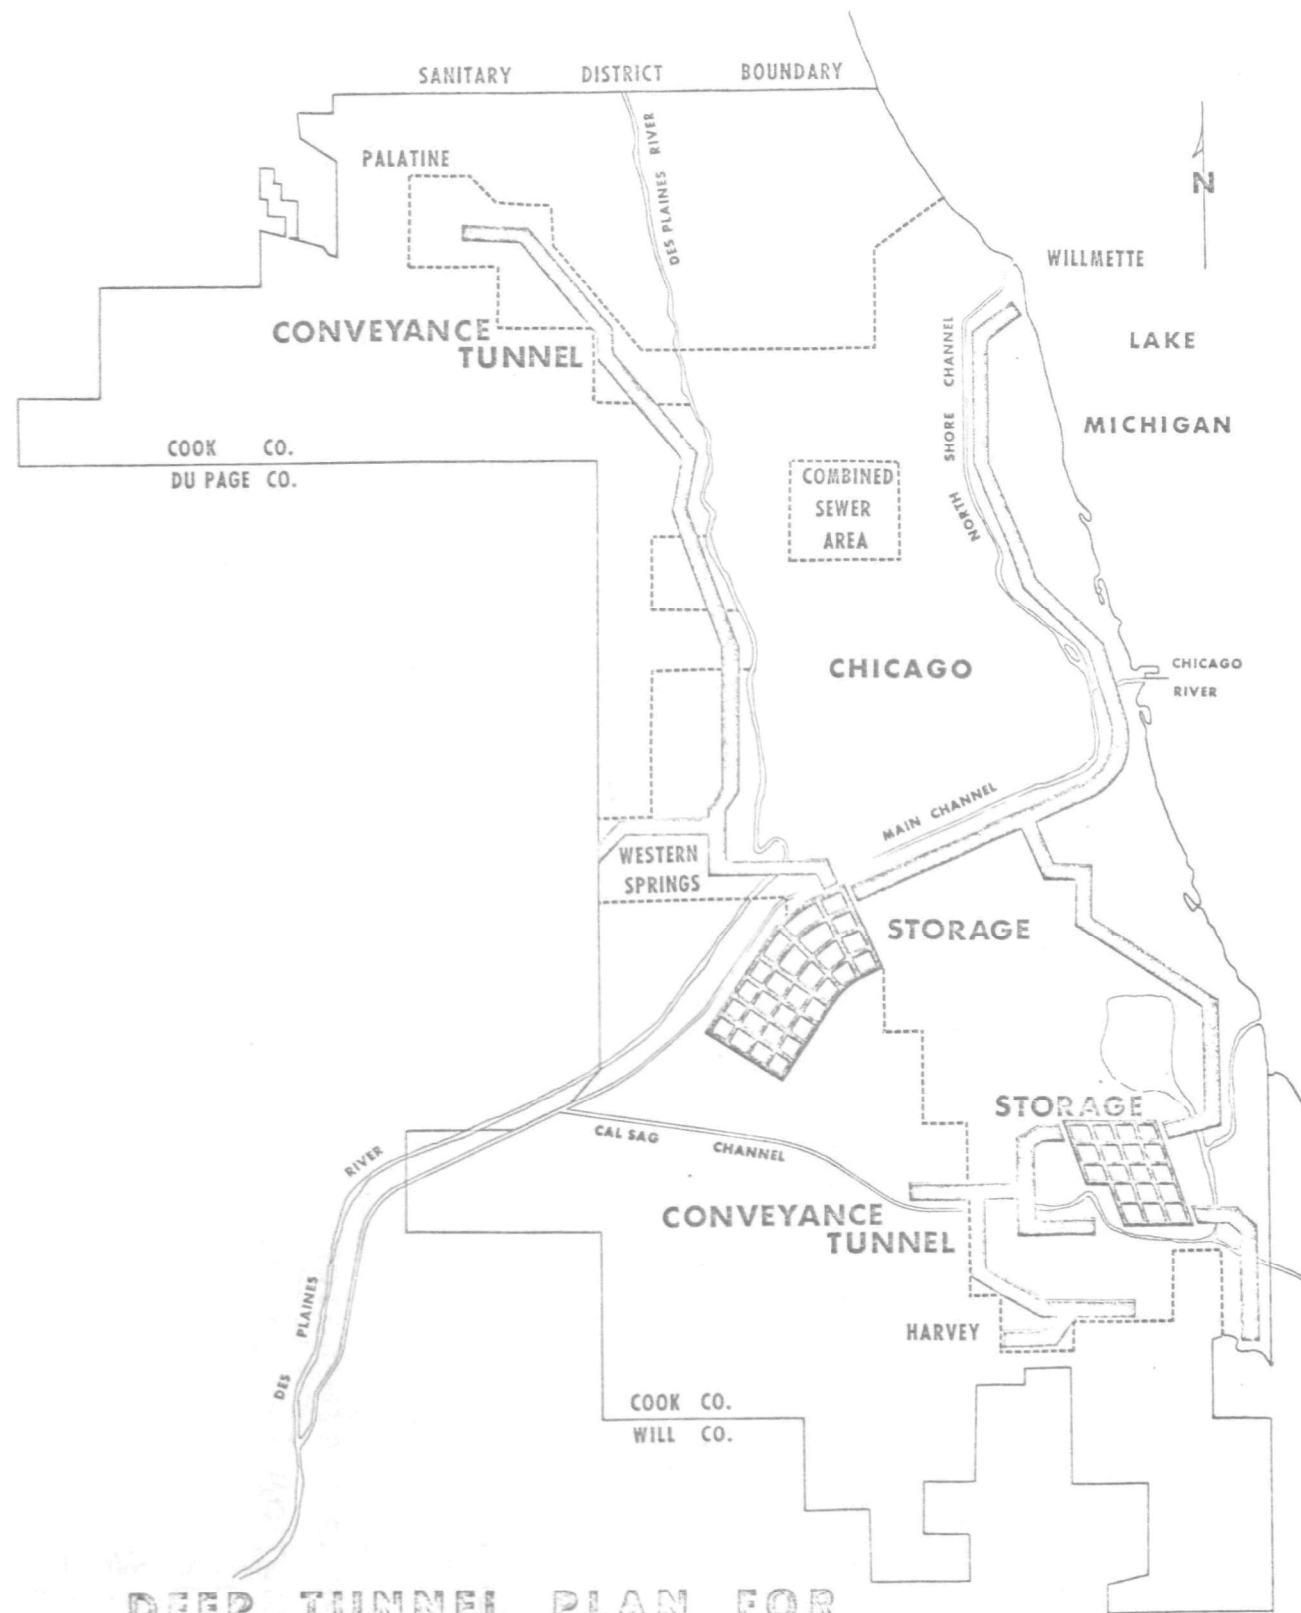 SANITARY DISTRICT BOUNDARY
PALATINE
DES PLAINES RIVER
N
WILLMETTE
CONVEYANCE
TUNNEL
LAKE
MICHIGAN
NORTH SHORE CHANNEL
COOK CO.
DU PAGE CO.
COMBINED
SEWER
AREA
CHICAGO
CHICAGO
RIVER
MAIN CHANNEL
WESTERN
SPRINGS
STORAGE
STORAGE
CAL SAG CHANNEL
CONVEYANCE
TUNNEL
DES PLAINES RIVER
HARVEY
COOK CO.
WILL CO.
DEEP TUNNEL PLAN FOR